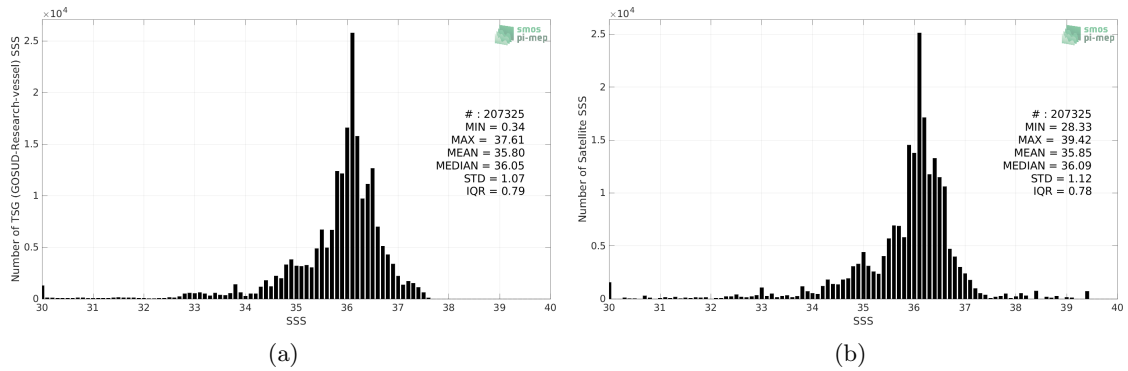 ×10⁴
2.5
2
1.5
1
0.5
0
30 31 32 33 34 35 36 37 38 39 40
SSS
Number of TSG (GOSUD-Research-vessel) SSS
smos
pi-mep
# : 207325
MIN = 0.34
MAX = 37.61
MEAN = 35.80
MEDIAN = 36.05
STD = 1.07
IQR = 0.79
(a)
×10⁴
2.5
2
1.5
1
0.5
0
30 31 32 33 34 35 36 37 38 39 40
SSS
Number of Satellite SSS
smos
pi-mep
# : 207325
MIN = 28.33
MAX = 39.42
MEAN = 35.85
MEDIAN = 36.09
STD = 1.12
IQR = 0.78
(b)